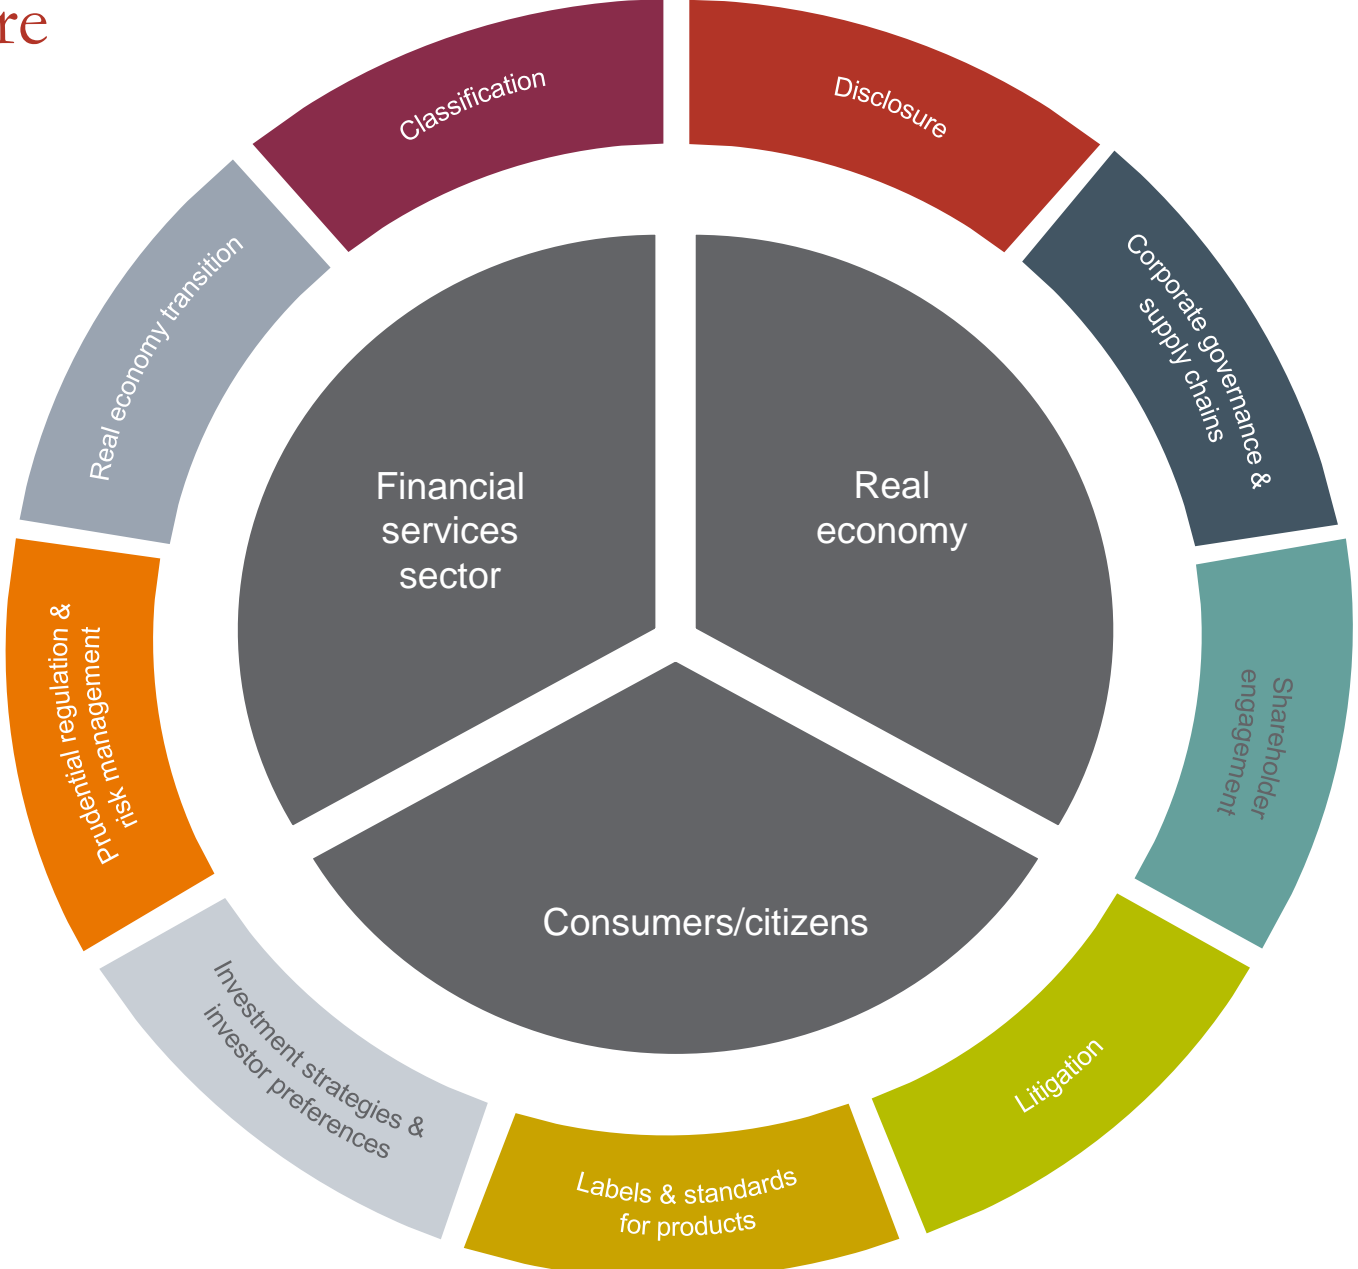 re
Classification
Disclosure
Corporate governance &
supply chains
Shareholder
engagement
Litigation
Labels & standards
for products
Investment strategies &
investor preferences
Prudential regulation &
risk management
Real economy transition
Financial
services
sector
Real
economy
Consumers/citizens